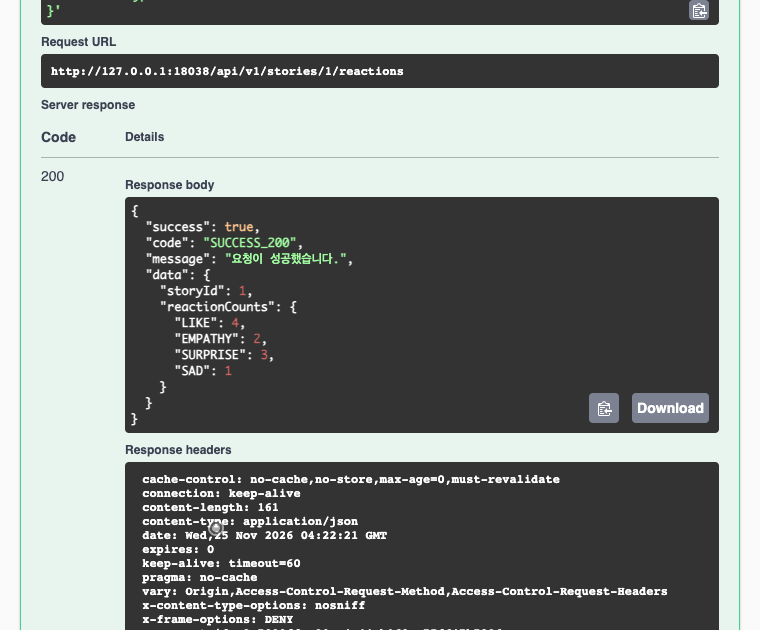 }'
Request URL
http://127.0.0.1:18038/api/v1/stories/1/reactions
Server response
Code Details
200
Response body
{
  "success": true,
  "code": "SUCCESS_200",
  "message": "요청이 성공했습니다.",
  "data": {
    "storyId": 1,
    "reactionCounts": {
      "LIKE": 4,
      "EMPATHY": 2,
      "SURPRISE": 3,
      "SAD": 1
    }
  }
}
Download
Response headers
cache-control: no-cache,no-store,max-age=0,must-revalidate
connection: keep-alive
content-length: 161
content-type: application/json
date: Wed,25 Nov 2026 04:22:21 GMT
expires: 0
keep-alive: timeout=60
pragma: no-cache
vary: Origin,Access-Control-Request-Method,Access-Control-Request-Headers
x-content-type-options: nosniff
x-frame-options: DENY